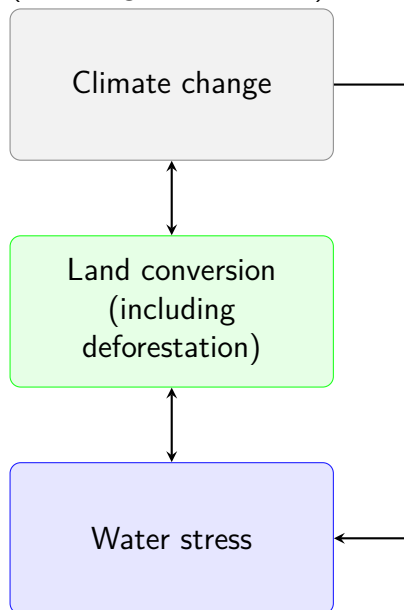 Climate change
Land conversion
(including
deforestation)
Water stress